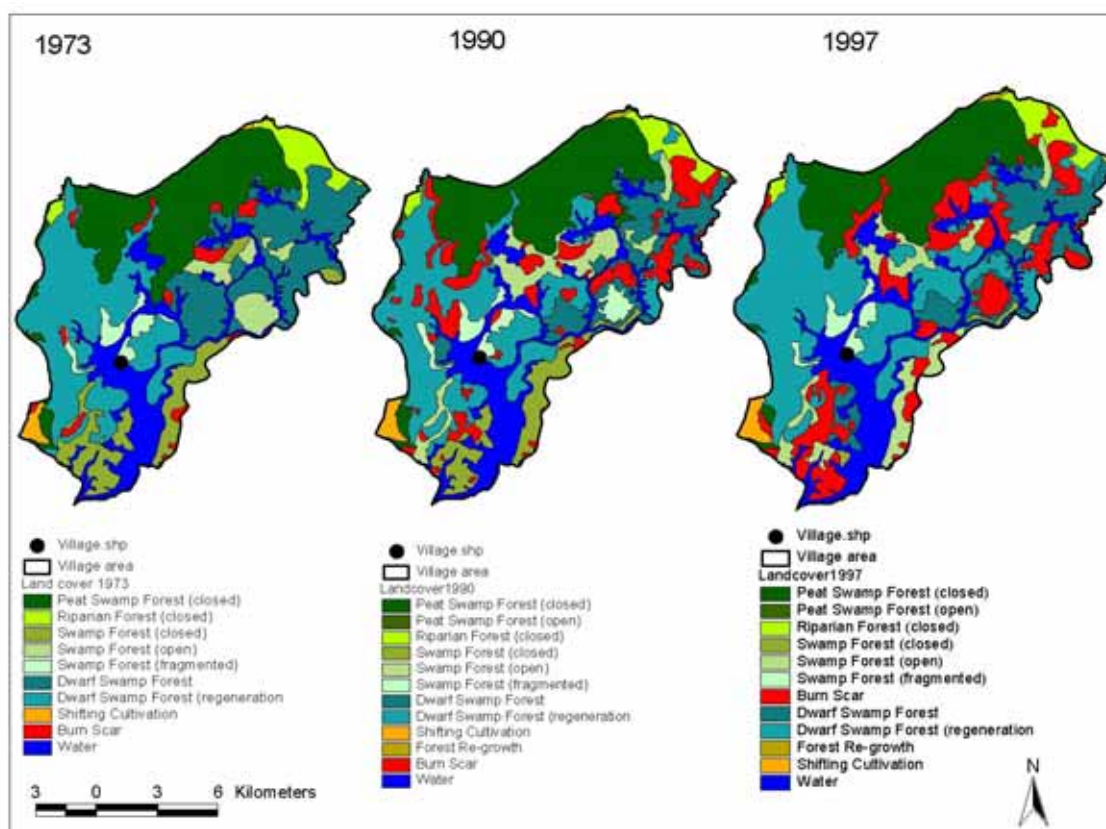 1973
1990
1997
Village.shp
Village area
Land cover 1973
Peat Swamp Forest (closed)
Riparian Forest (closed)
Swamp Forest (closed)
Swamp Forest (open)
Swamp Forest (fragmented)
Dwarf Swamp Forest
Dwarf Swamp Forest (regeneration
Shifting Cultivation
Burn Scar
Water
Village.shp
Village area
Landcover1990
Peat Swamp Forest (closed)
Peat Swamp Forest (open)
Riparian Forest (closed)
Swamp Forest (closed)
Swamp Forest (open)
Swamp Forest (fragmented)
Dwarf Swamp Forest
Dwarf Swamp Forest (regeneration
Shifting Cultivation
Forest Re-growth
Burn Scar
Water
Village.shp
Village area
Landcover1997
Peat Swamp Forest (closed)
Peat Swamp Forest (open)
Riparian Forest (closed)
Swamp Forest (closed)
Swamp Forest (open)
Swamp Forest (fragmented)
Burn Scar
Dwarf Swamp Forest
Dwarf Swamp Forest (regeneration
Forest Re-growth
Shifting Cultivation
Water
3 0 3 6 Kilometers
N